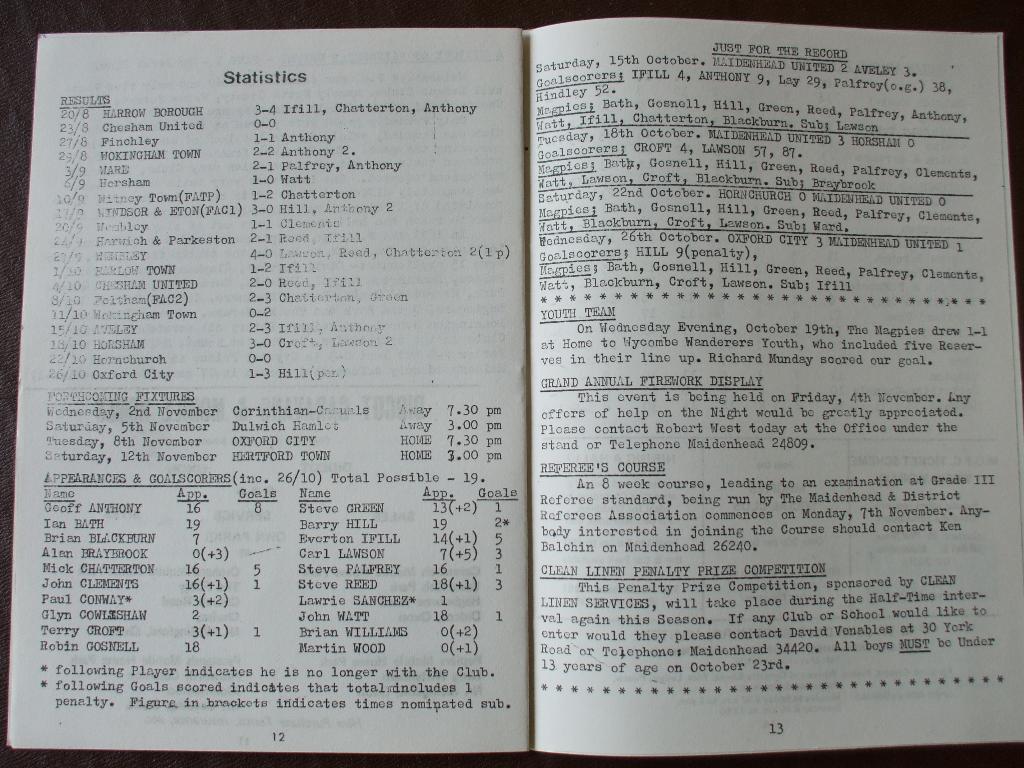 Statistics
RESULTS
20/8 HARROW BOROUGH 3-4 Ifill, Chatterton, Anthony
23/8 Chesham United 0-0
27/8 Finchley 1-1 Anthony
29/8 WOKINGHAM TOWN 2-2 Anthony 2.
3/9 WARE 2-1 Palfrey, Anthony
6/9 Horsham 1-0 Watt
10/9 Witney Town(FATP) 1-2 Chatterton
17/9 WINDSOR & ETON(FAC1) 3-0 Hill, Anthony 2
20/9 Wembley 1-1 Clements
24/9 Harwich & Parkeston 2-1 Reed, Ifill
27/9 WEMBLEY 4-0 Lawson, Reed, Chatterton 2(1p)
1/10 BARLOW TOWN 1-2 Ifill
4/10 CHESHAM UNITED 2-0 Reed, Ifill
8/10 Feltham(FAC2) 2-3 Chatterton, Green
11/10 Wokingham Town 0-2
15/10 AVELEY 2-3 Ifill, Anthony
18/10 HORSHAM 3-0 Croft, Lawson 2
22/10 Hornchurch 0-0
26/10 Oxford City 1-3 Hill(pen)
FORTHCOMING FIXTURES
Wednesday, 2nd November Corinthian-Casuals Away 7.30 pm
Saturday, 5th November Dulwich Hamlet Away 3.00 pm
Tuesday, 8th November OXFORD CITY HOME 7.30 pm
Saturday, 12th November HERTFORD TOWN HOME 3.00 pm
APPEARANCES & GOALSCORERS(inc. 26/10) Total Possible - 19.
Name App. Goals Name App. Goals
Geoff ANTHONY 16 8 Steve GREEN 13(+2) 1
Ian BATH 19 Barry HILL 19 2*
Brian BLACKBURN 7 Everton IFILL 14(+1) 5
Alan BRAYBROOK 0(+3) Carl LAWSON 7(+5) 3
Mick CHATTERTON 16 5 Steve PALFREY 16 1
John CLEMENTS 16(+1) 1 Steve REED 18(+1) 3
Paul CONWAY* 3(+2) Lawrie SANCHEZ* 1
Glyn COWLISHAW 2 John WATT 18 1
Terry CROFT 3(+1) 1 Brian WILLIAMS 0(+2)
Robin GOSNELL 18 Martin WOOD 0(+1)
* following Player indicates he is no longer with the Club.
* following Goals scored indicates that total includes 1
penalty. Figure in brackets indicates times nominated sub.
12
JUST FOR THE RECORD
Saturday, 15th October. MAIDENHEAD UNITED 2 AVELEY 3.
Goalscorers; IFILL 4, ANTHONY 9, Lay 29, Palfrey(o.g.) 38,
Hindley 52.
Magpies; Bath, Gosnell, Hill, Green, Reed, Palfrey, Anthony,
Watt, Ifill, Chatterton, Blackburn. Sub; Lawson
Tuesday, 18th October. MAIDENHEAD UNITED 3 HORSHAM 0
Goalscorers; CROFT 4, LAWSON 57, 87.
Magpies; Bath, Gosnell, Hill, Green, Reed, Palfrey, Clements,
Watt, Lawson, Croft, Blackburn. Sub; Braybrook
Saturday, 22nd October. HORNCHURCH 0 MAIDENHEAD UNITED 0
Magpies; Bath, Gosnell, Hill, Green, Reed, Palfrey, Clements,
Watt, Blackburn, Croft, Lawson. Sub; Ward.
Wednesday, 26th October. OXFORD CITY 3 MAIDENHEAD UNITED 1
Goalscorers; HILL 9(penalty),
Magpies; Bath, Gosnell, Hill, Green, Reed, Palfrey, Clements,
Watt, Blackburn, Croft, Lawson. Sub; Ifill
* * * * * * * * * * * * * * * * * * * * * * * * * * * * * *
YOUTH TEAM
On Wednesday Evening, October 19th, The Magpies drew 1-1
at Home to Wycombe Wanderers Youth, who included five Reser-
ves in their line up. Richard Munday scored our goal.
GRAND ANNUAL FIREWORK DISPLAY
This event is being held on Friday, 4th November. Any
offers of help on the Night would be greatly appreciated.
Please contact Robert West today at the Office under the
stand or Telephone Maidenhead 24809.
REFEREE'S COURSE
An 8 week course, leading to an examination at Grade III
Referee standard, being run by The Maidenhead & District
Referees Association commences on Monday, 7th November. Any-
body interested in joining the Course should contact Ken
Balchin on Maidenhead 26240.
CLEAN LINEN PENALTY PRIZE COMPETITION
This Penalty Prize Competition, sponsored by CLEAN
LINEN SERVICES, will take place during the Half-Time inter-
val again this Season. If any Club or School would like to
enter would they please contact David Venables at 30 York
Road or Telephone: Maidenhead 34420. All boys MUST be Under
13 years of age on October 23rd.
* * * * * * * * * * * * * * * * * * * * * * * * * * * * * *
13